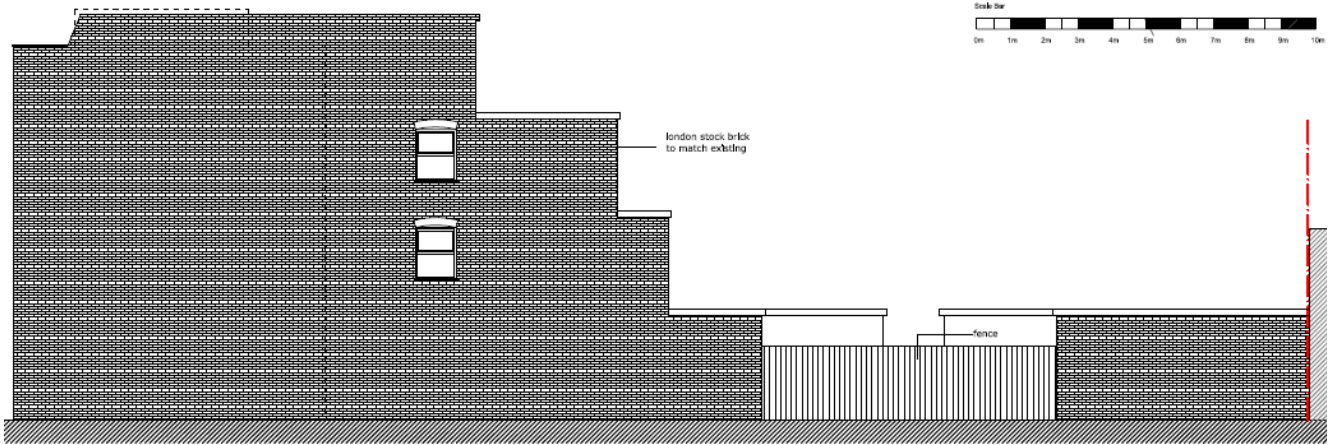 Scale Bar
0m 1m 2m 3m 4m 5m 6m 7m 8m 9m 10m
london stock brick
to match existing
fence